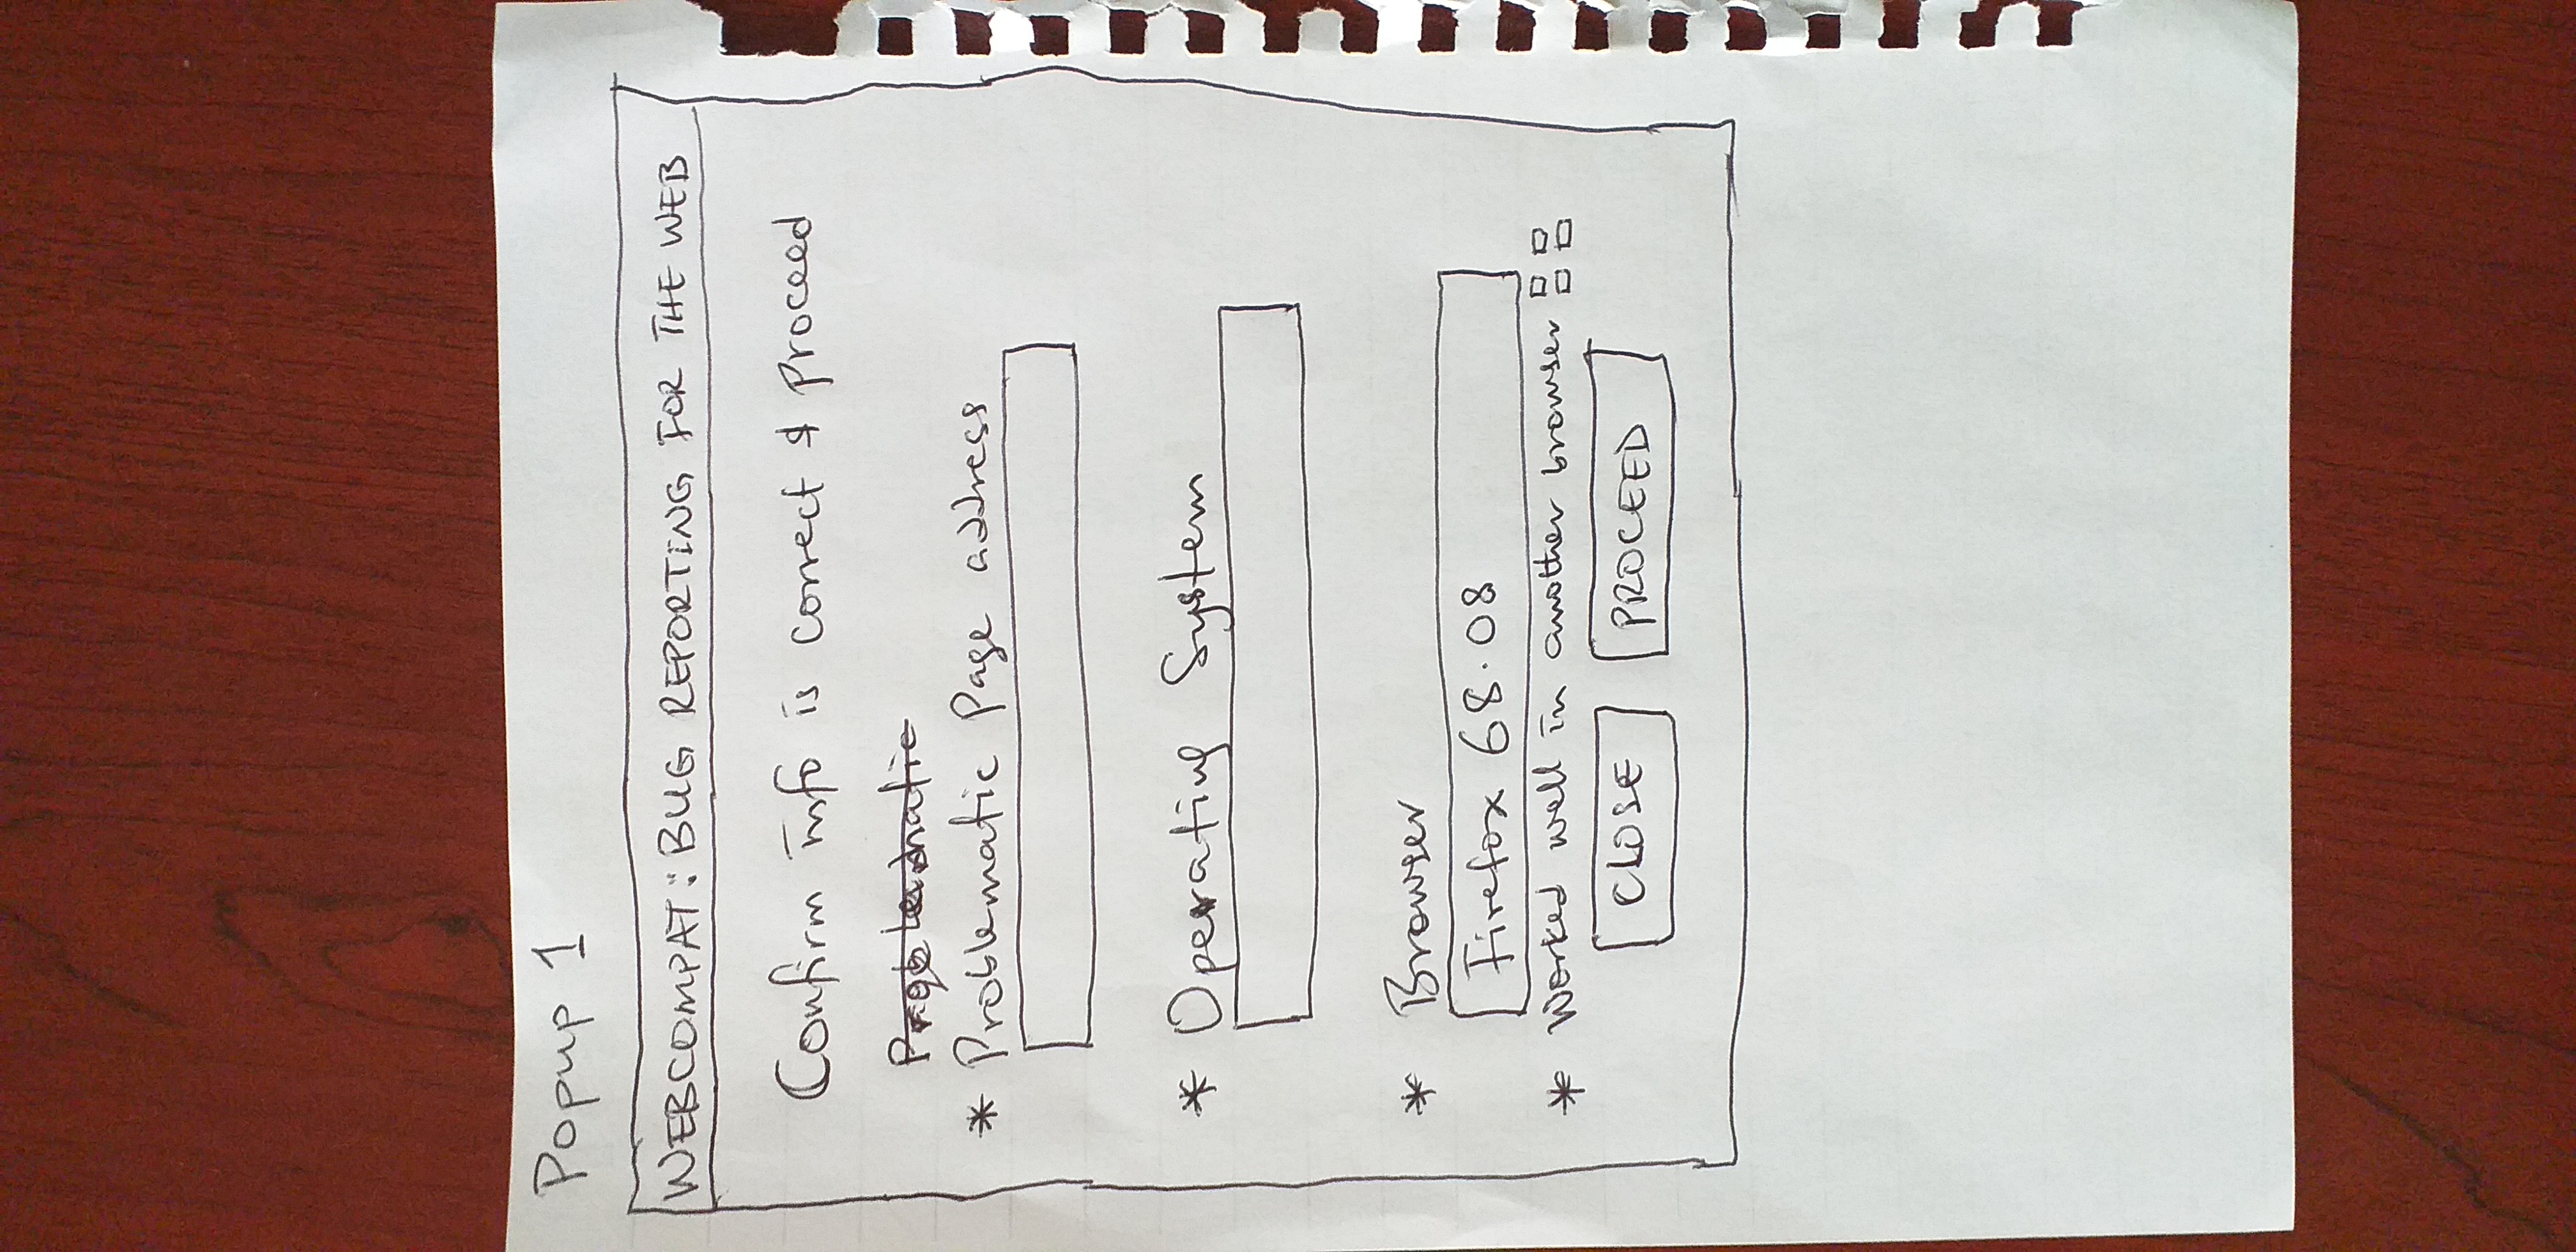 Popup 1
WEBCOMPAT: BUG REPORTING FOR THE WEB
Confirm info is correct & proceed
* Problematic Page address
* Operating System
* Browser
Firefox 68.08
* Worked well in another browser
CLOSE PROCEED